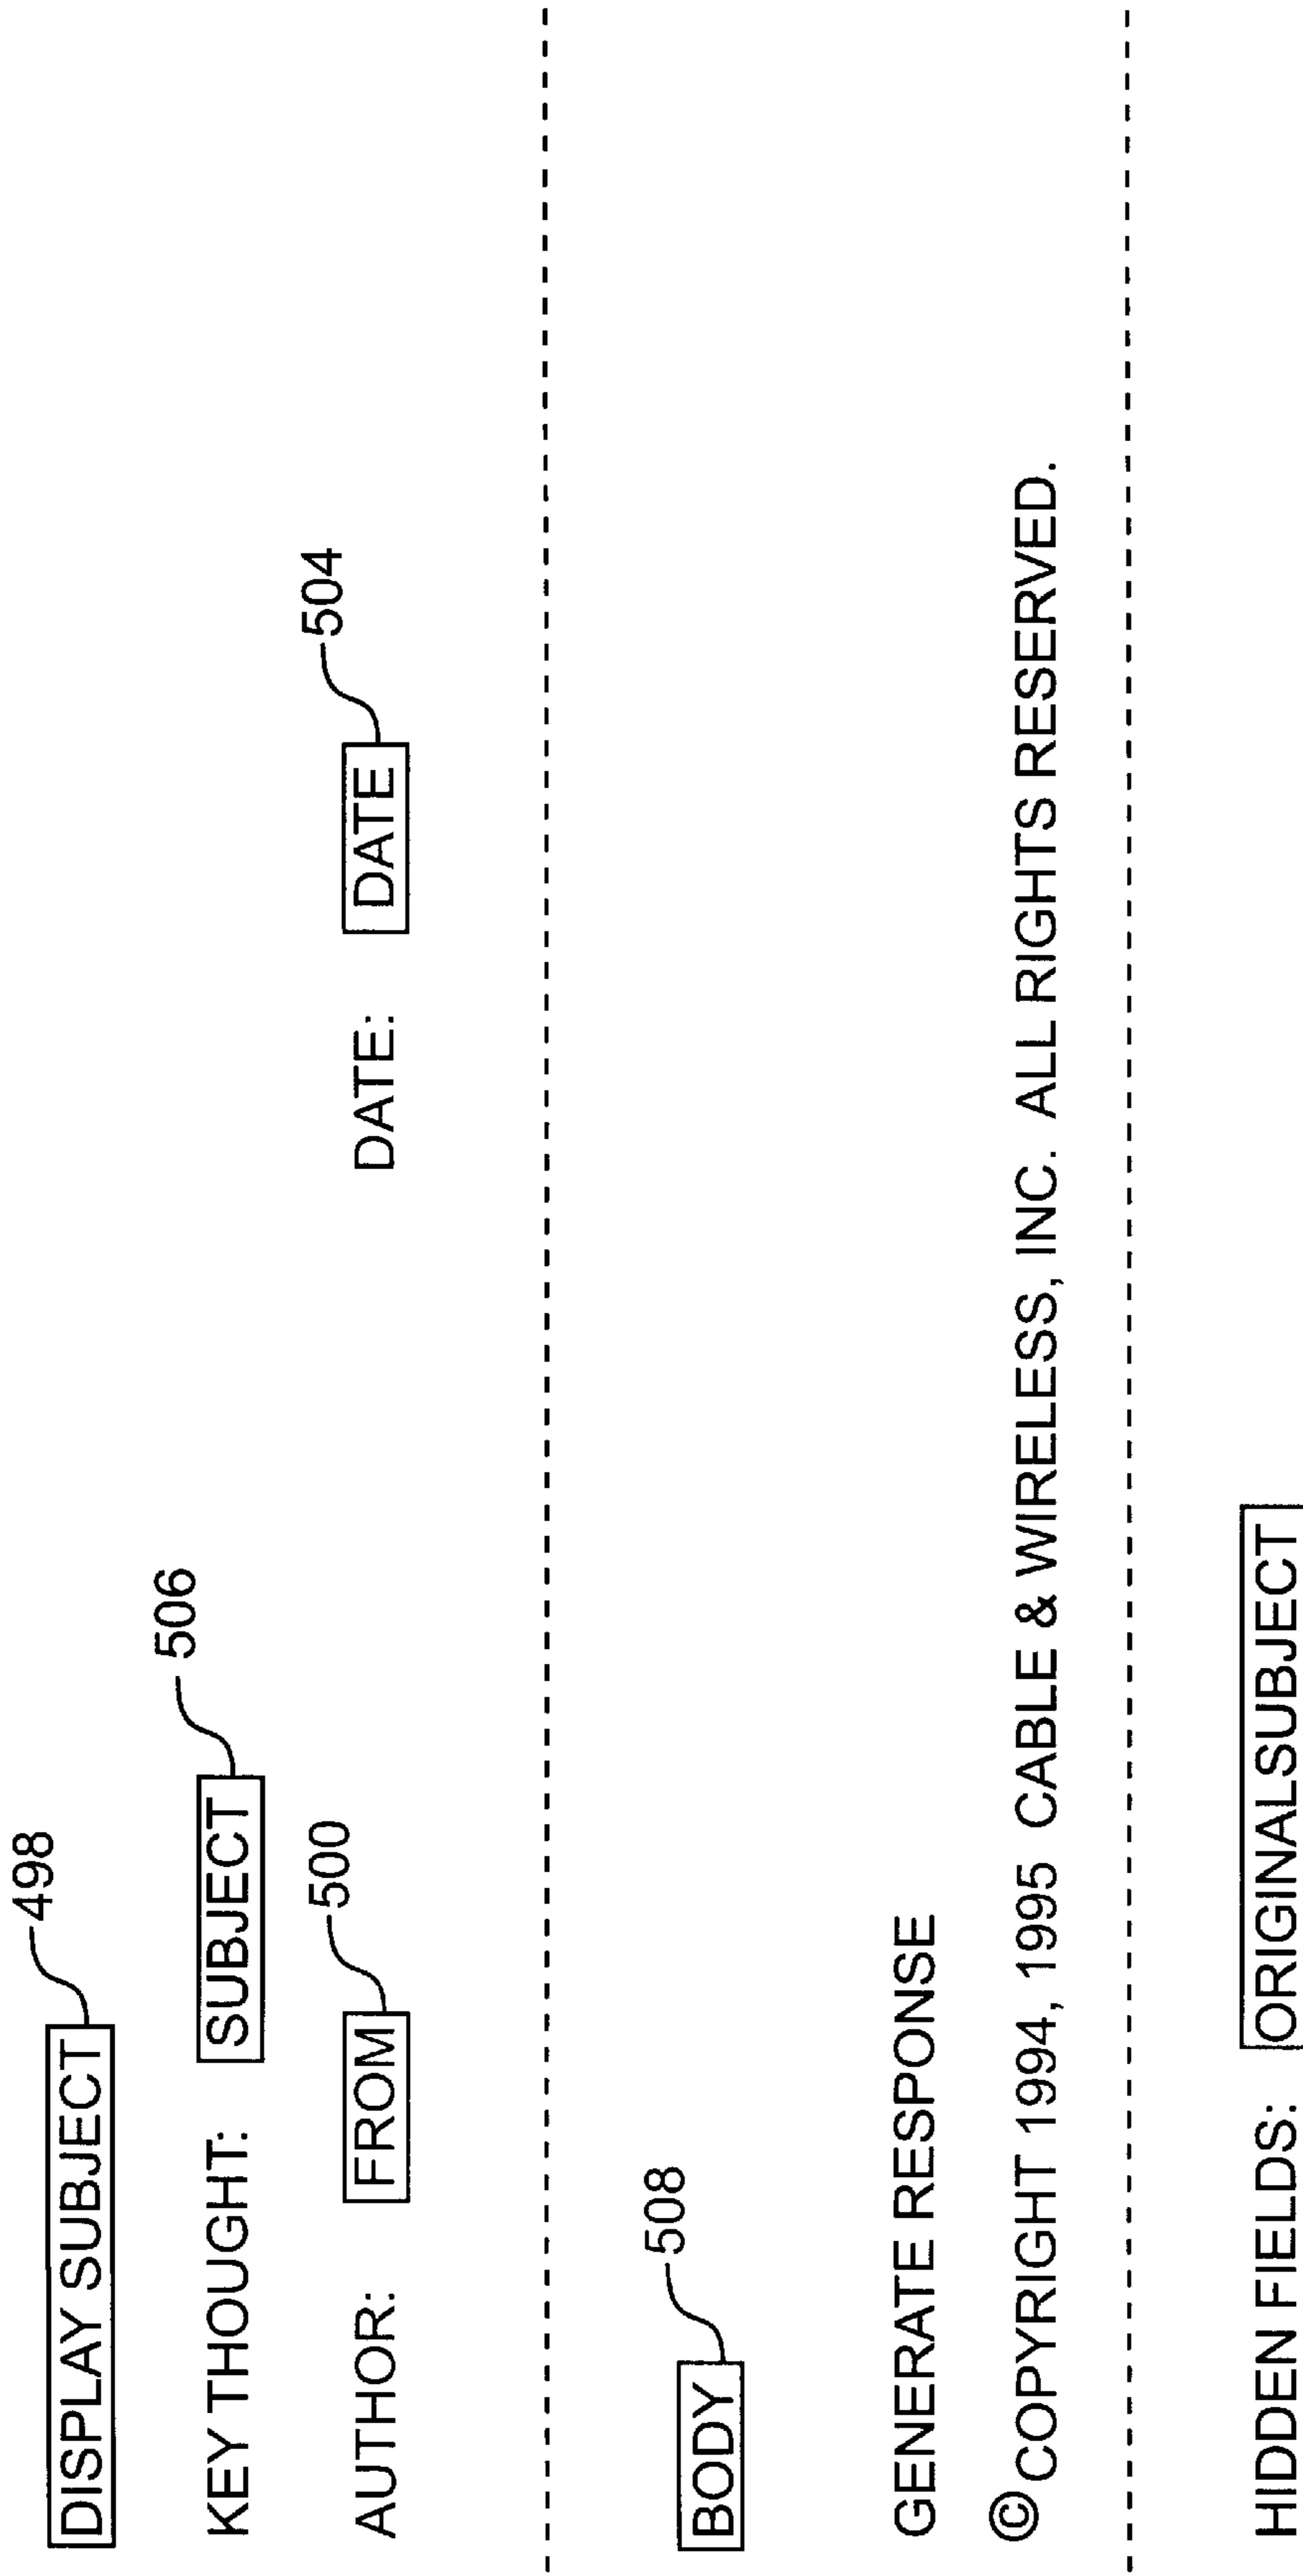 DISPLAY SUBJECT 498
KEY THOUGHT: SUBJECT 506
AUTHOR: FROM 500 DATE: DATE 504
BODY 508
GENERATE RESPONSE
© COPYRIGHT 1994, 1995 CABLE & WIRELESS, INC. ALL RIGHTS RESERVED.
HIDDEN FIELDS: ORIGINALSUBJECT